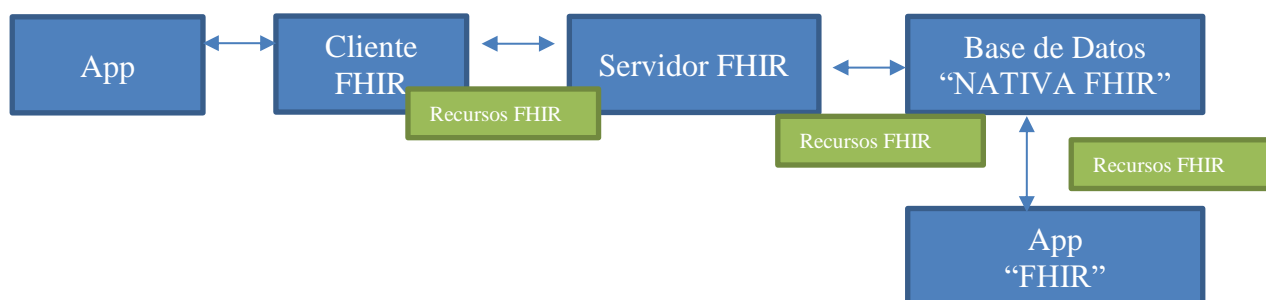 App
Cliente
FHIR
Recursos FHIR
Servidor FHIR
Recursos FHIR
Base de Datos
“NATIVA FHIR”
Recursos FHIR
App
“FHIR”